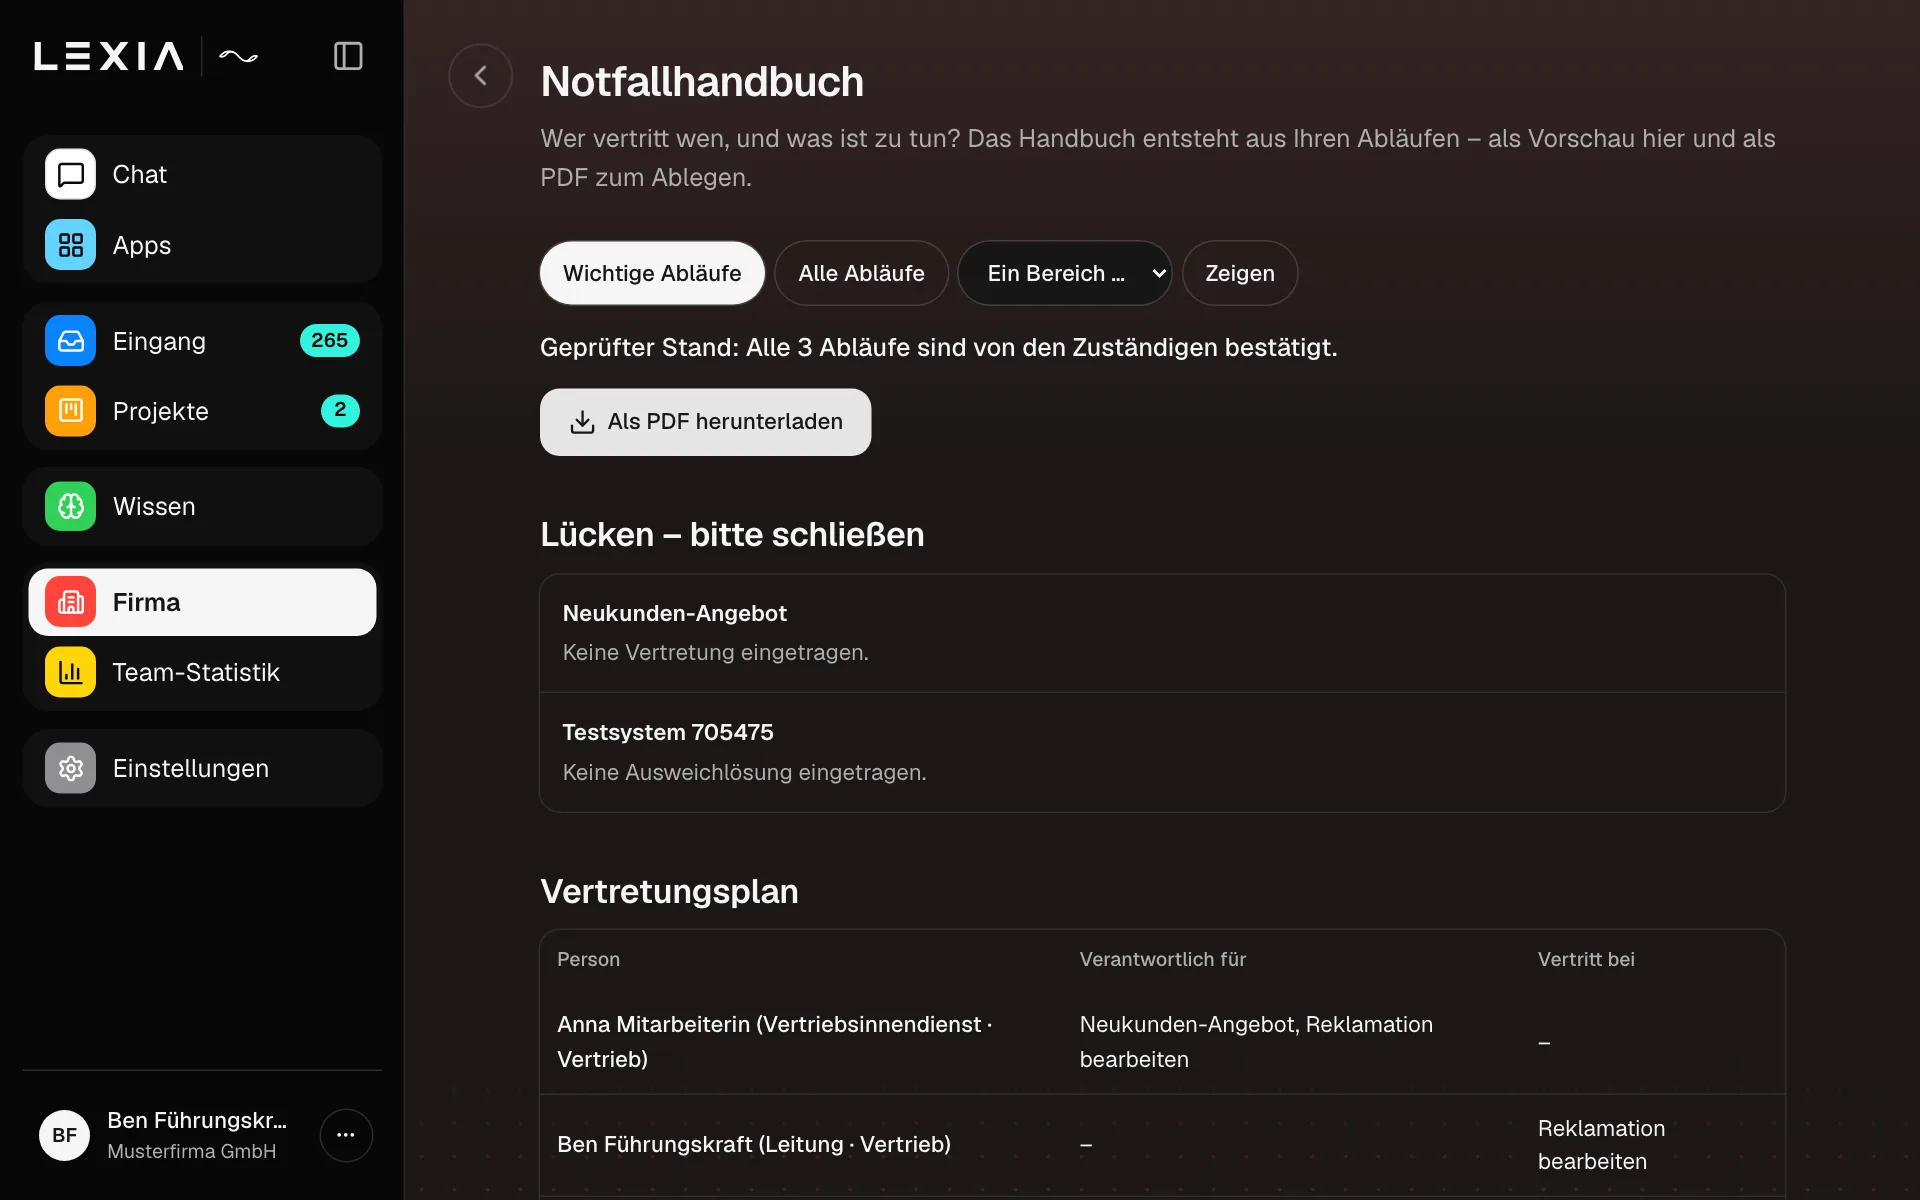 LEXIA
Chat
Apps
Eingang 265
Projekte 2
Wissen
Firma
Team-Statistik
Einstellungen
BF
Ben Führungskr...
Musterfirma GmbH
Notfallhandbuch
Wer vertritt wen, und was ist zu tun? Das Handbuch entsteht aus Ihren Abläufen – als Vorschau hier und als
PDF zum Ablegen.
Wichtige Abläufe Alle Abläufe Ein Bereich ... Zeigen
Geprüfter Stand: Alle 3 Abläufe sind von den Zuständigen bestätigt.
Als PDF herunterladen
Lücken – bitte schließen
Neukunden-Angebot
Keine Vertretung eingetragen.
Testsystem 705475
Keine Ausweichlösung eingetragen.
Vertretungsplan
Person Verantwortlich für Vertritt bei
Anna Mitarbeiterin (Vertriebsinnendienst ·
Vertrieb)
Neukunden-Angebot, Reklamation
bearbeiten
–
Ben Führungskraft (Leitung · Vertrieb)
–
Reklamation
bearbeiten